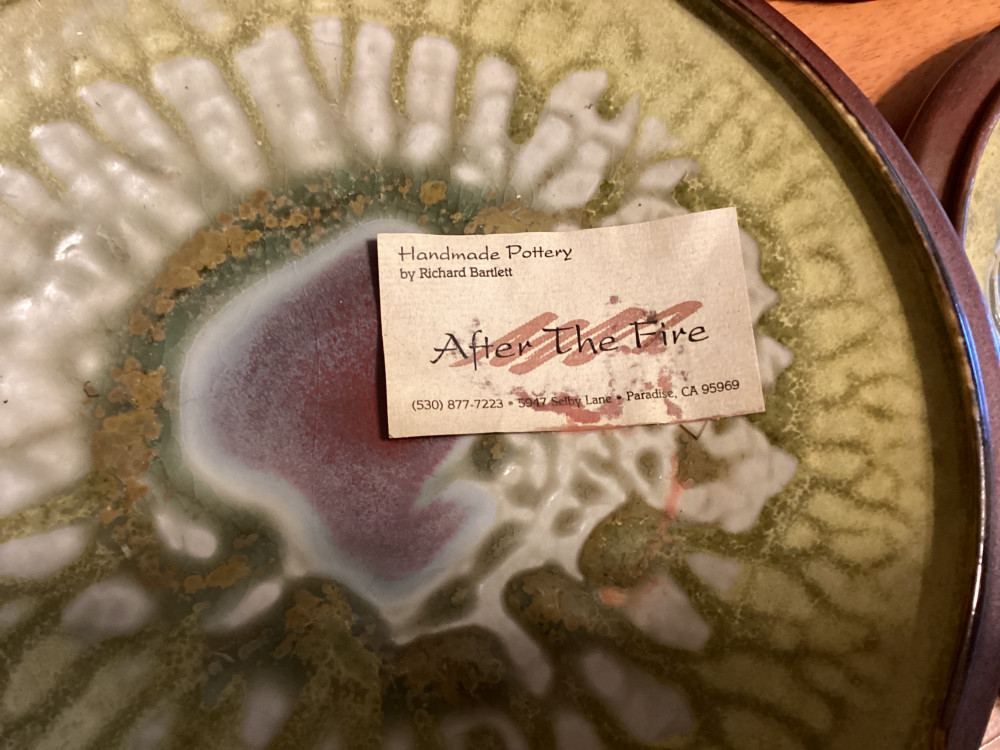 Handmade Pottery
by Richard Bartlett
After The Fire
(530) 877-7223 • 5947 Selby Lane • Paradise, CA 95969